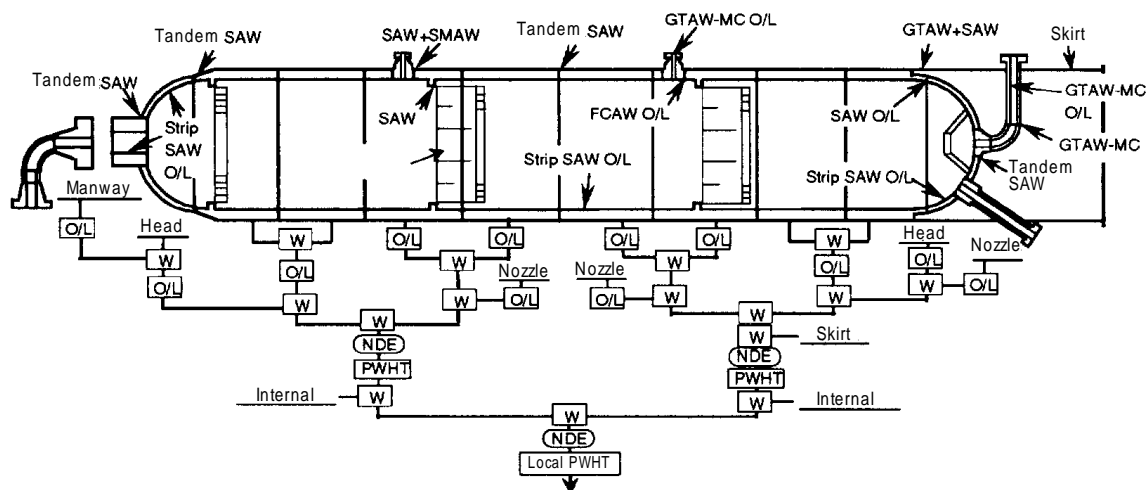 Tandem SAW
SAW+SMAW
Tandem SAW
GTAW-MC O/L
GTAW+SAW
Skirt
Tandem SAW
Strip
SAW
O/L
SAW
FCAW O/L
SAW O/L
GTAW-MC
O/L
GTAW-MC
Tandem
SAW
Strip SAW O/L
Strip SAW O/L
Manway
O/L
Head
W
O/L
W
O/L
W
O/L
O/L
W
Nozzle
W
O/L
O/L
O/L
W
Nozzle
O/L
W
W
O/L
W
Head
O/L
W
Nozzle
O/L
W
NDE
PWHT
Internal
W
W
W
Skirt
NDE
PWHT
W
Internal
W
NDE
Local PWHT